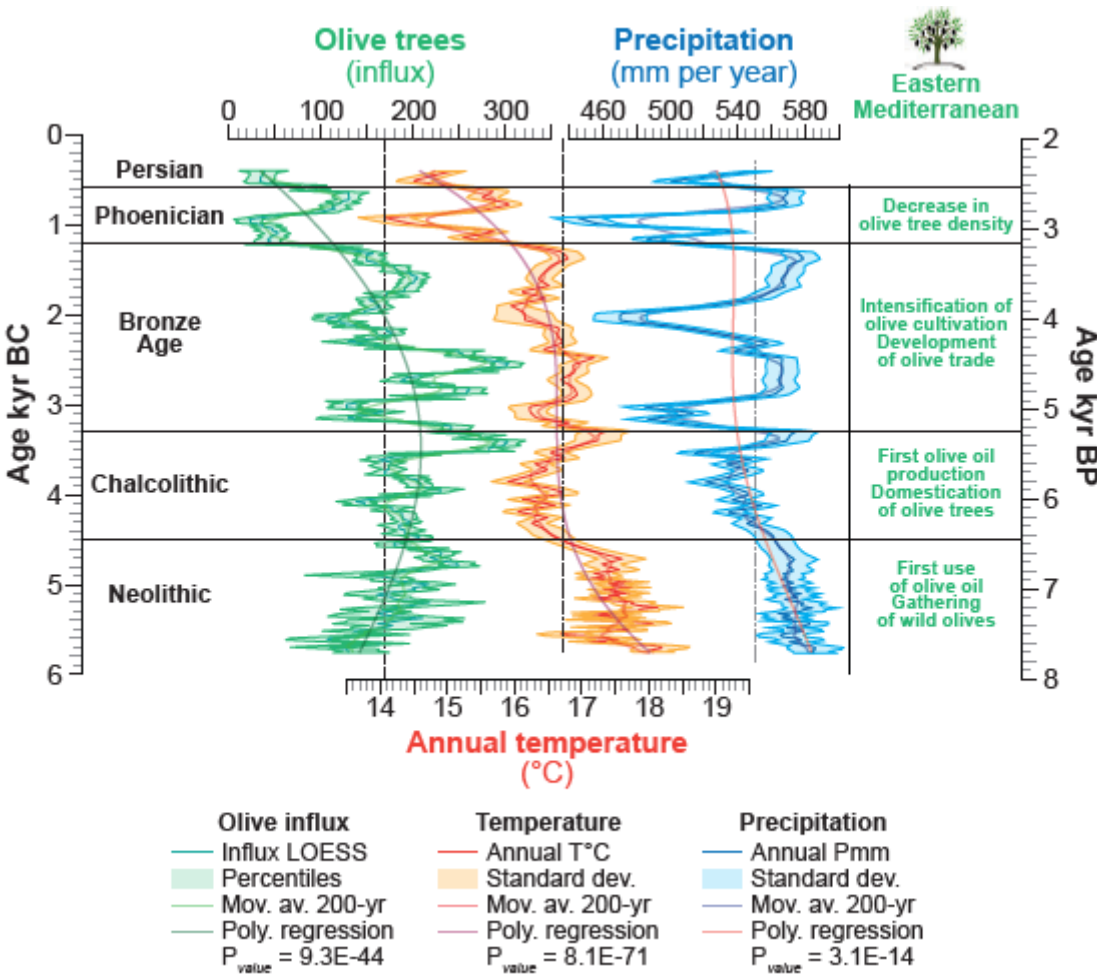 Olive trees
(influx)
Precipitation
(mm per year)
Eastern
Mediterranean
0 100 200 300
460 500 540 580
0
1
2
3
4
5
6
Age kyr BC
2
3
4
5
6
7
8
Age kyr BP
Persian
Phoenician
Bronze
Age
Chalcolithic
Neolithic
Decrease in
olive tree density
Intensification of
olive cultivation
Development
of olive trade
First olive oil
production
Domestication
of olive trees
First use
of olive oil
Gathering
of wild olives
14 15 16 17 18 19
Annual temperature
(°C)
Olive influx
Influx LOESS
Percentiles
Mov. av. 200-yr
Poly. regression
P value = 9.3E-44
Temperature
Annual T°C
Standard dev.
Mov. av. 200-yr
Poly. regression
P value = 8.1E-71
Precipitation
Annual Pmm
Standard dev.
Mov. av. 200-yr
Poly. regression
P value = 3.1E-14